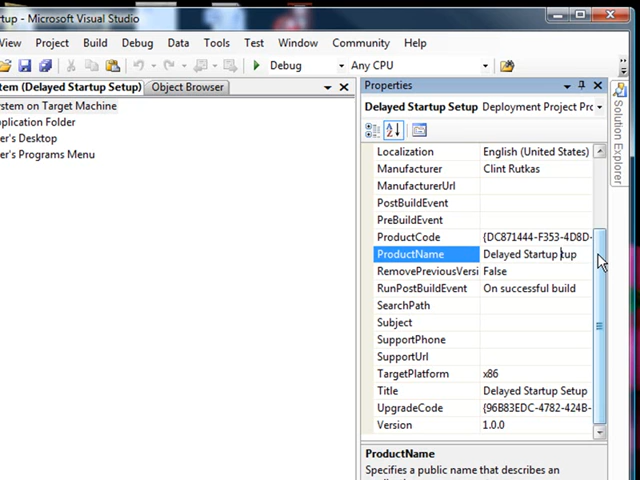 rtup - Microsoft Visual Studio
View Project Build Debug Data Tools Test Window Community Help
Debug Any CPU
stem (Delayed Startup Setup) Object Browser
Properties
Delayed Startup Setup Deployment Project Pro
Solution Explorer
ystem on Target Machine
pplication Folder
er's Desktop
er's Programs Menu
Localization English (United States)
Manufacturer Clint Rutkas
ManufacturerUrl
PostBuildEvent
PreBuildEvent
ProductCode {DC871444-F353-4D8D-
ProductName Delayed Startup tup
RemovePreviousVersi False
RunPostBuildEvent On successful build
SearchPath
Subject
SupportPhone
SupportUrl
TargetPlatform x86
Title Delayed Startup Setup
UpgradeCode {96B83EDC-4782-424B-
Version 1.0.0
ProductName
Specifies a public name that describes an